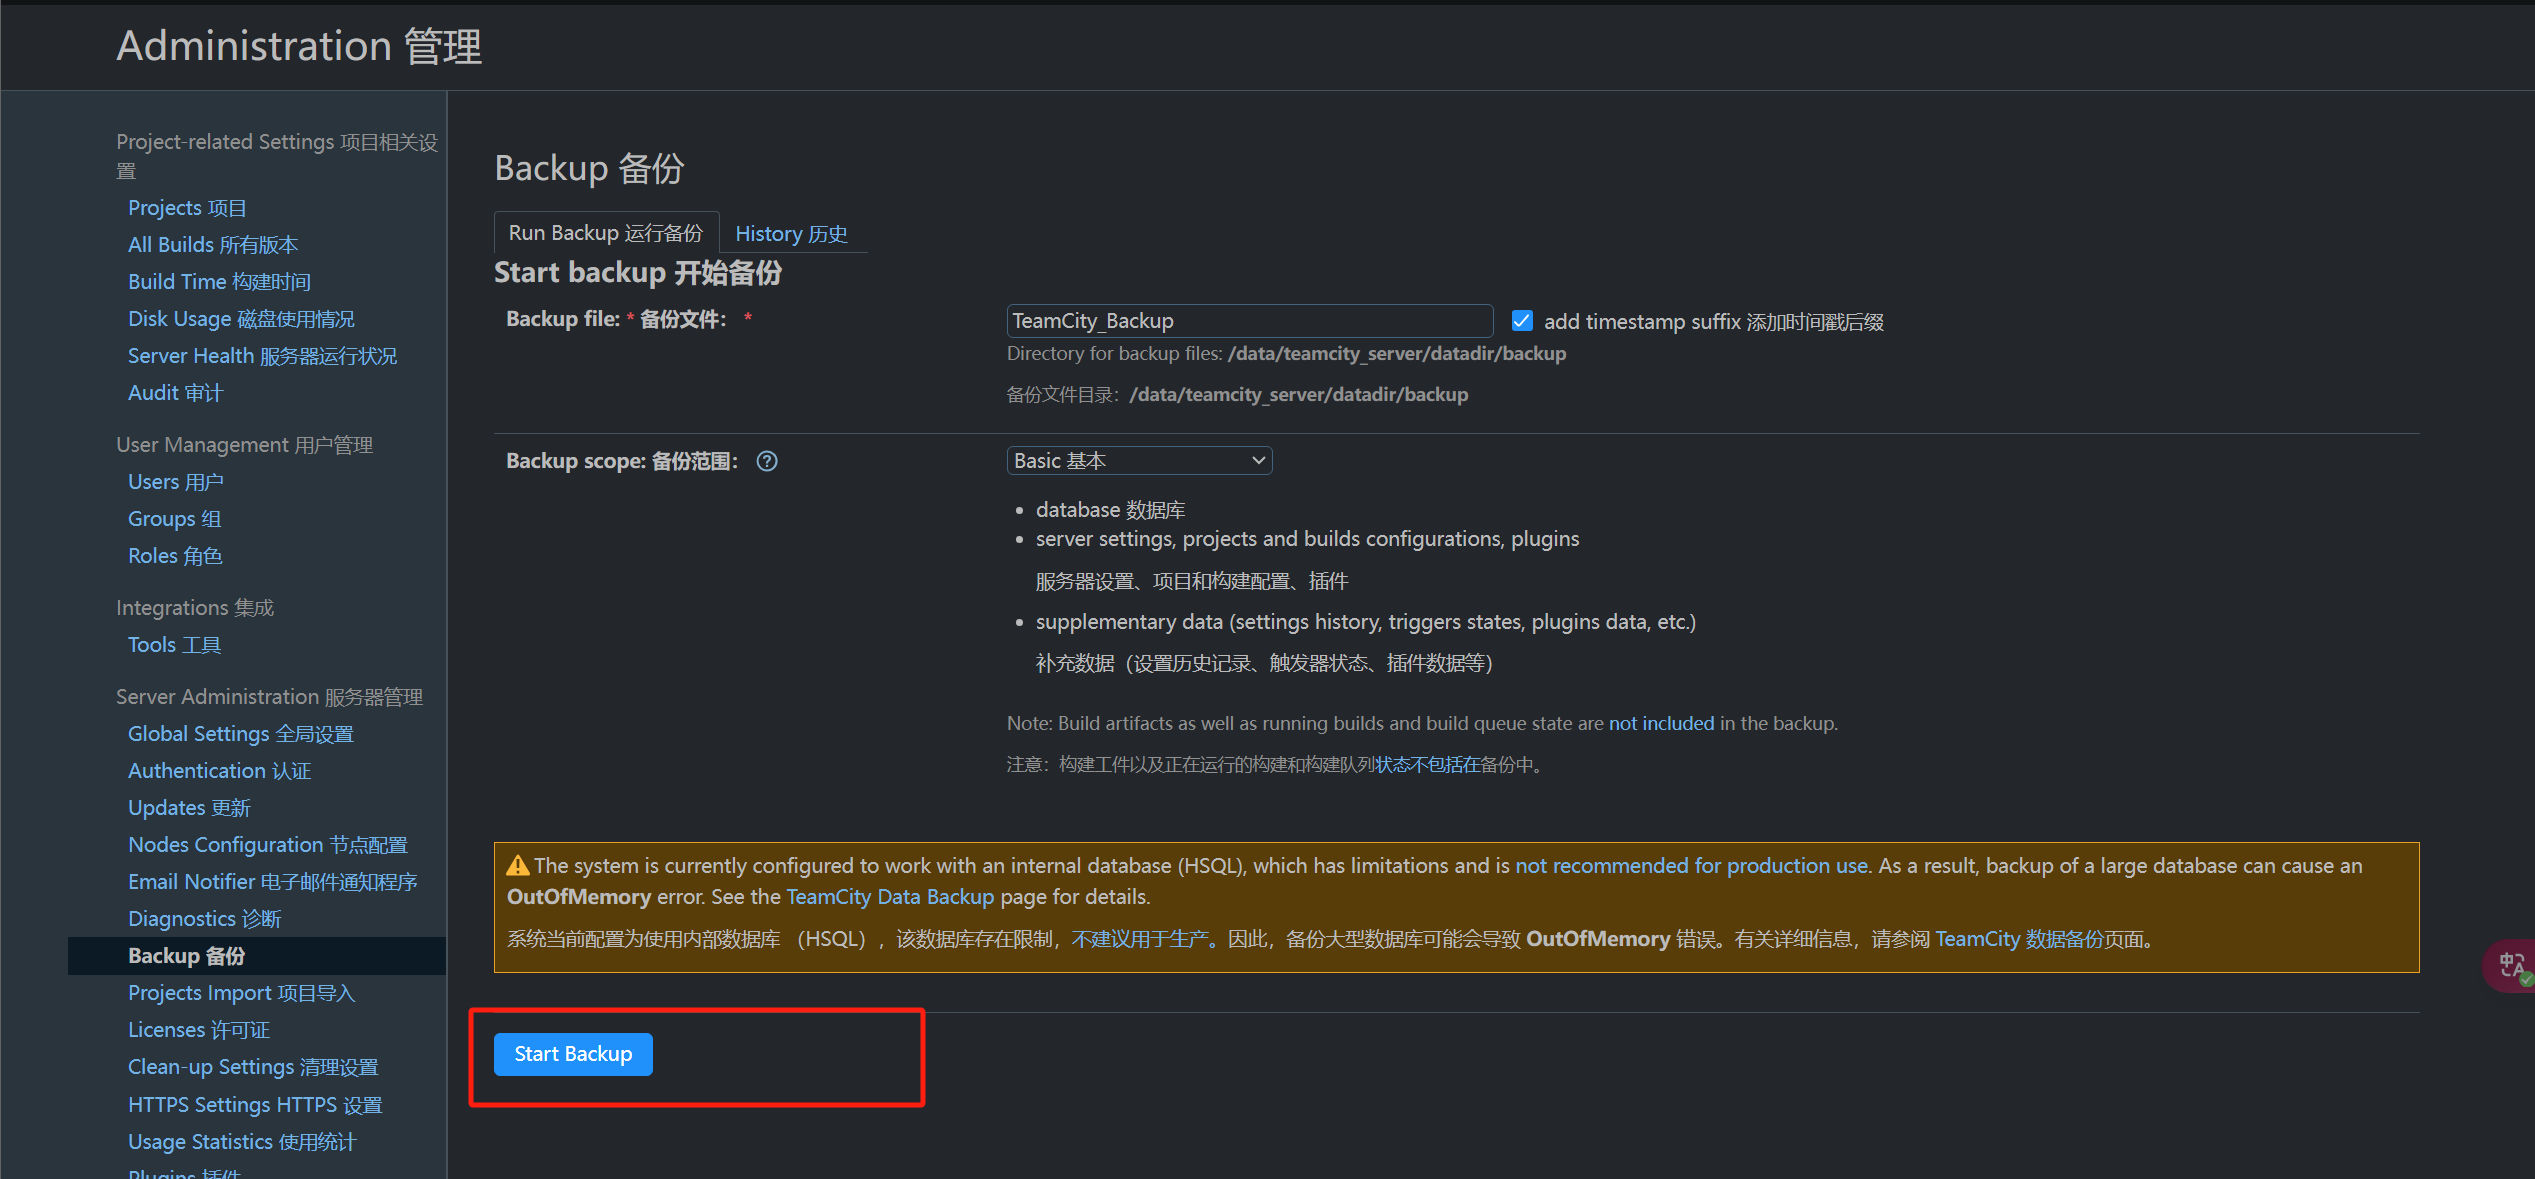 Administration 管理
Project-related Settings 项目相关设
置
Projects 项目
All Builds 所有版本
Build Time 构建时间
Disk Usage 磁盘使用情况
Server Health 服务器运行状况
Audit 审计
User Management 用户管理
Users 用户
Groups 组
Roles 角色
Integrations 集成
Tools 工具
Server Administration 服务器管理
Global Settings 全局设置
Authentication 认证
Updates 更新
Nodes Configuration 节点配置
Email Notifier 电子邮件通知程序
Diagnostics 诊断
Backup 备份
Projects Import 项目导入
Licenses 许可证
Clean-up Settings 清理设置
HTTPS Settings HTTPS 设置
Usage Statistics 使用统计
Plugins 插件
Backup 备份
Run Backup 运行备份 History 历史
Start backup 开始备份
Backup file: * 备份文件： * TeamCity_Backup add timestamp suffix 添加时间戳后缀
Directory for backup files: /data/teamcity_server/datadir/backup
备份文件目录：/data/teamcity_server/datadir/backup
Backup scope: 备份范围： ? Basic 基本
• database 数据库
• server settings, projects and builds configurations, plugins
服务器设置、项目和构建配置、插件
• supplementary data (settings history, triggers states, plugins data, etc.)
补充数据（设置历史记录、触发器状态、插件数据等）
Note: Build artifacts as well as running builds and build queue state are not included in the backup.
注意：构建工件以及正在运行的构建和构建队列状态不包括在备份中。
The system is currently configured to work with an internal database (HSQL), which has limitations and is not recommended for production use. As a result, backup of a large database can cause an
OutOfMemory error. See the TeamCity Data Backup page for details.
系统当前配置为使用内部数据库 （HSQL），该数据库存在限制，不建议用于生产。因此，备份大型数据库可能会导致 OutOfMemory 错误。有关详细信息，请参阅 TeamCity 数据备份页面。
Start Backup
中A